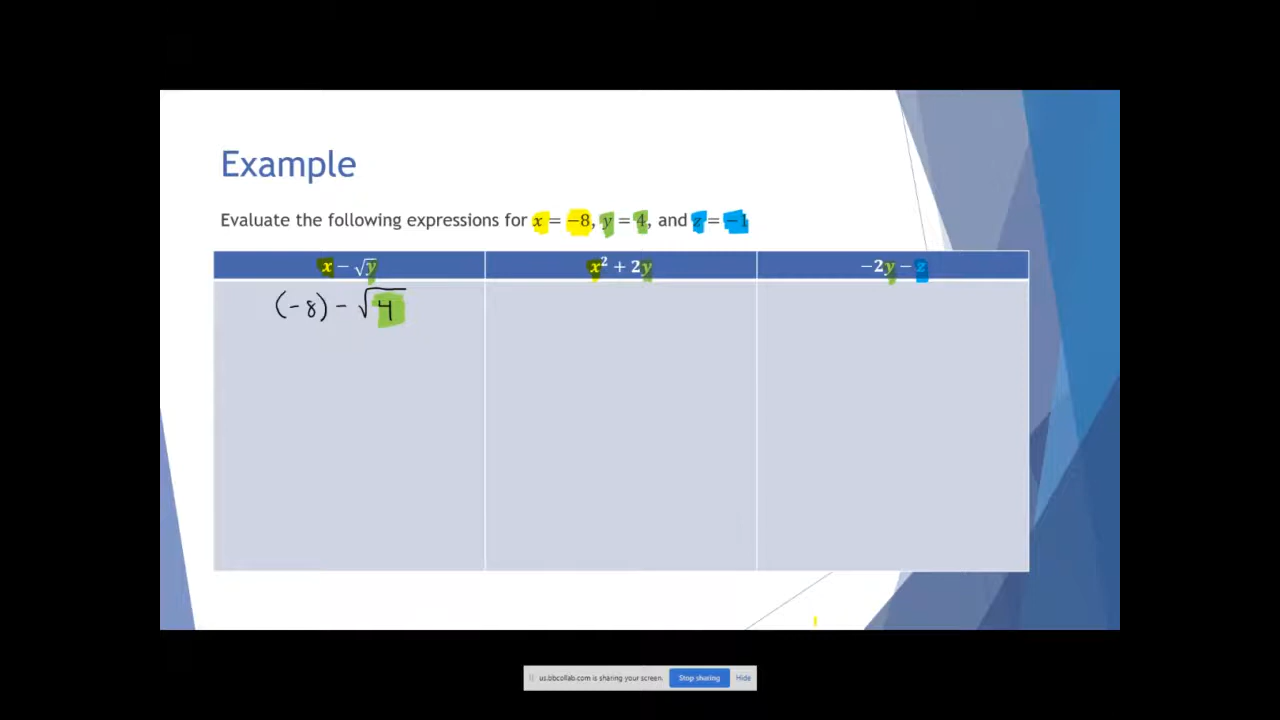 Example
Evaluate the following expressions for x = −8, y = 4, and z = −1
x − √y
x² + 2y
−2y − z
(-8) - √4
us.bbcollab.com is sharing your screen. Stop sharing Hide